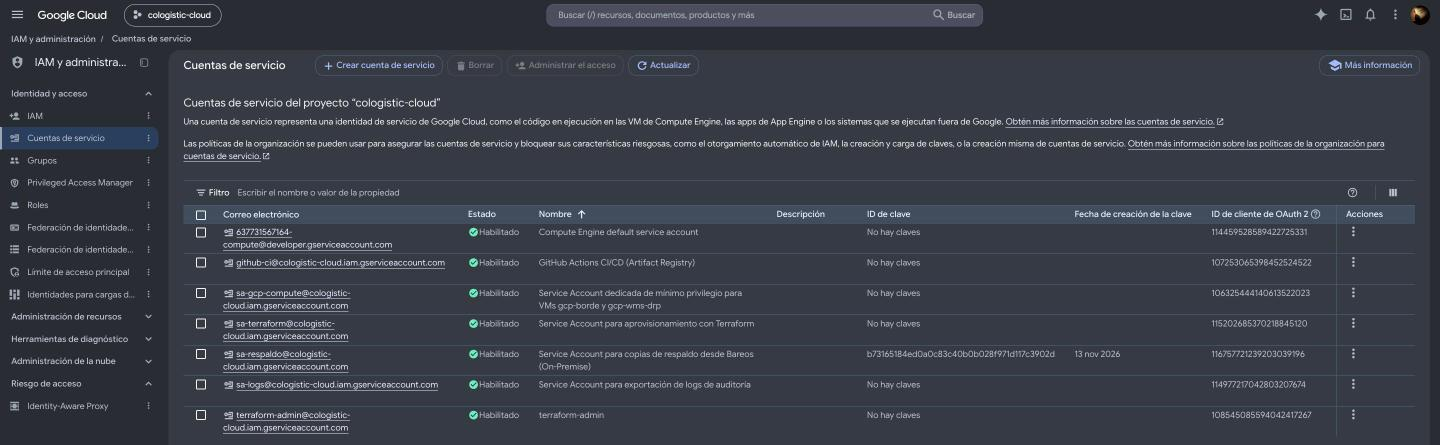 Google Cloud
cologistic-cloud
Buscar (/) recursos, documentos, productos y más
Buscar
IAM y administración / Cuentas de servicio
IAM y administra...
Cuentas de servicio
Crear cuenta de servicio
Borrar
Administrar el acceso
Actualizar
Más información
Identidad y acceso
IAM
Cuentas de servicio
Grupos
Privileged Access Manager
Roles
Federación de identidade...
Federación de identidade...
Límite de acceso principal
Identidades para cargas d...
Administración de recursos
Herramientas de diagnóstico
Administración de la nube
Riesgo de acceso
Identity-Aware Proxy
Cuentas de servicio del proyecto “cologistic-cloud”
Una cuenta de servicio representa una identidad de servicio de Google Cloud, como el código en ejecución en las VM de Compute Engine, las apps de App Engine o los sistemas que se ejecutan fuera de Google. Obtén más información sobre las cuentas de servicio.
Las políticas de la organización se pueden usar para asegurar las cuentas de servicio y bloquear sus características riesgosas, como el otorgamiento automático de IAM, la creación y carga de claves, o la creación misma de cuentas de servicio. Obtén más información sobre las políticas de la organización para
cuentas de servicio.
Filtro Escribir el nombre o valor de la propiedad
Correo electrónico Estado Nombre Descripción ID de clave Fecha de creación de la clave ID de cliente de OAuth 2 Acciones
637731567164- Habilitado Compute Engine default service account No hay claves 114459528589422725331
compute@developer.gserviceaccount.com
github-ci@cologistic-cloud.iam.gserviceaccount.com Habilitado GitHub Actions CI/CD (Artifact Registry) No hay claves 107253065398452524522
sa-gcp-compute@cologistic- Habilitado Service Account dedicada de mínimo privilegio para No hay claves 106325444140613522023
cloud.iam.gserviceaccount.com VMs gcp-borde y gcp-wms-drp
sa-terraform@cologistic- Habilitado Service Account para aprovisionamiento con Terraform No hay claves 115202685370218845120
cloud.iam.gserviceaccount.com
sa-respaldo@cologistic- Habilitado Service Account para copias de respaldo desde Bareos b73165184ed0a0c83c40b0b028f971d117c3902d 13 nov 2026 116757721239203039196
cloud.iam.gserviceaccount.com (On-Premise)
sa-logs@cologistic-cloud.iam.gserviceaccount.com Habilitado Service Account para exportación de logs de auditoría No hay claves 114977217042803207674
terraform-admin@cologistic- Habilitado terraform-admin No hay claves 108545085594042417267
cloud.iam.gserviceaccount.com